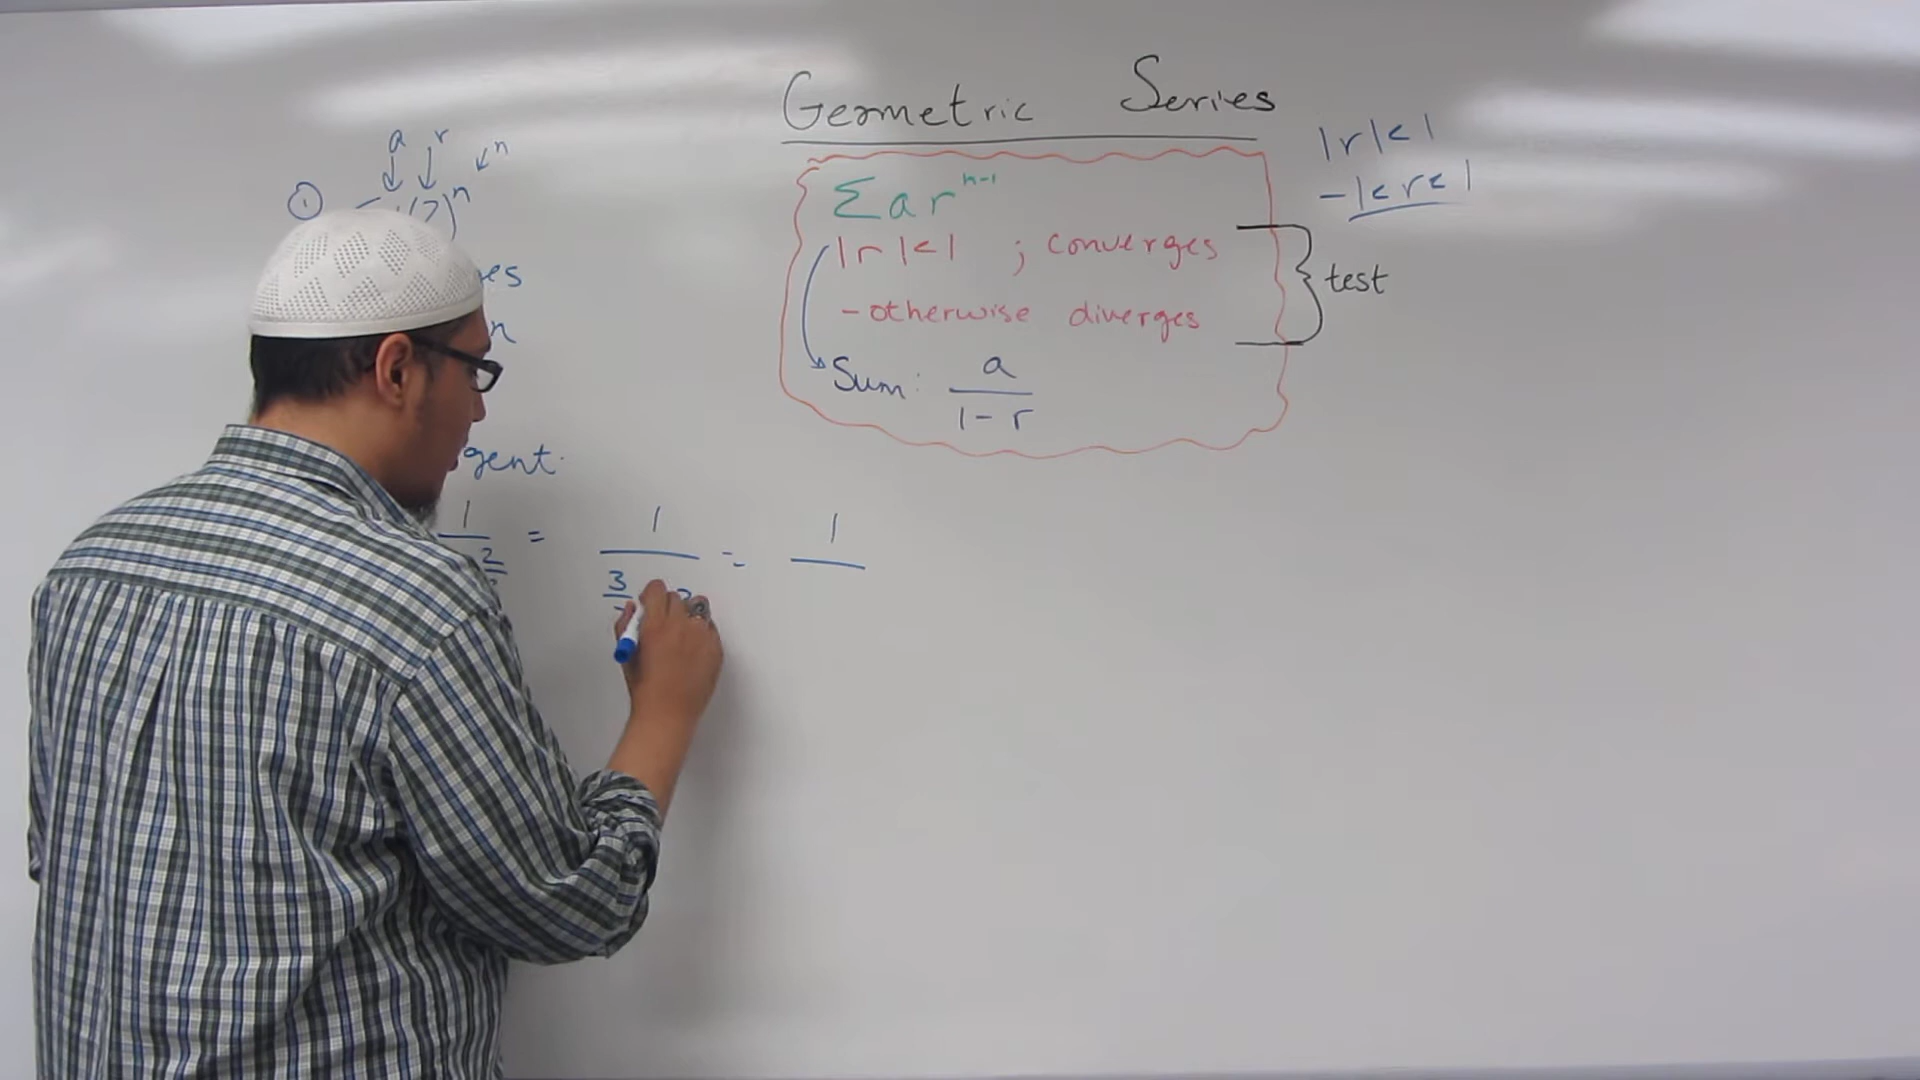 Geometric Series
|r|<1
-1<r<1
a r
n
① n
Σ a r^(n-1)
|r|<1 ; converges
-otherwise diverges
test
Sum: a/(1-r)
es
n
gent.
1
= 1 = 1
2
3